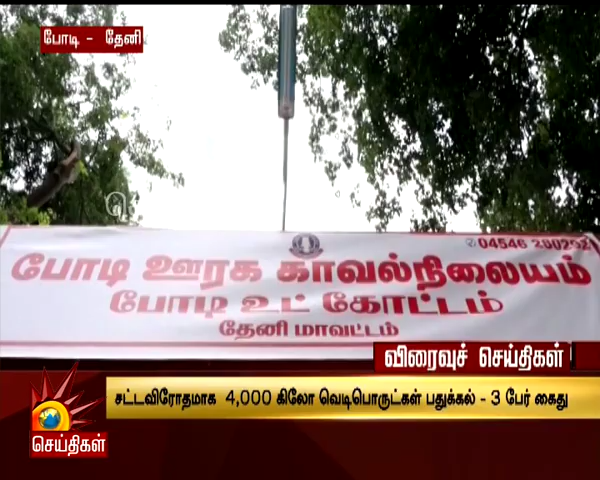 போடி - தேனி
✆04546 280292
போடி ஊரக காவல்நிலையம்
போடி உட் கோட்டம்
தேனி மாவட்டம்
விரைவுச் செய்திகள்
சட்டவிரோதமாக 4,000 கிலோ வெடிபொருட்கள் பதுக்கல் - 3 பேர் கைது
செய்திகள்